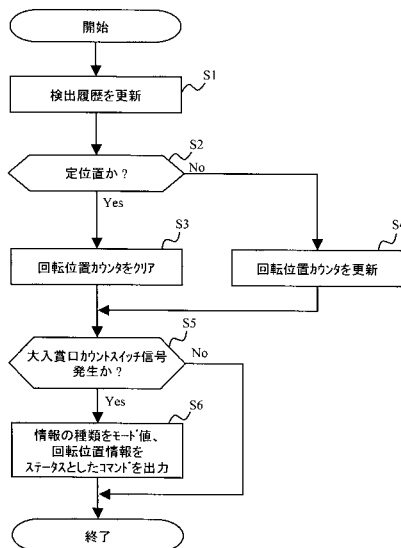 開始
S1
検出履歴を更新
S2
定位置か？
No
Yes
S3
回転位置カウンタをクリア
S4
回転位置カウンタを更新
S5
大入賞口カウントスイッチ信号
発生か？
No
Yes
S6
情報の種類をモード値、
回転位置情報を
ステータスとしたコマンドを出力
終了